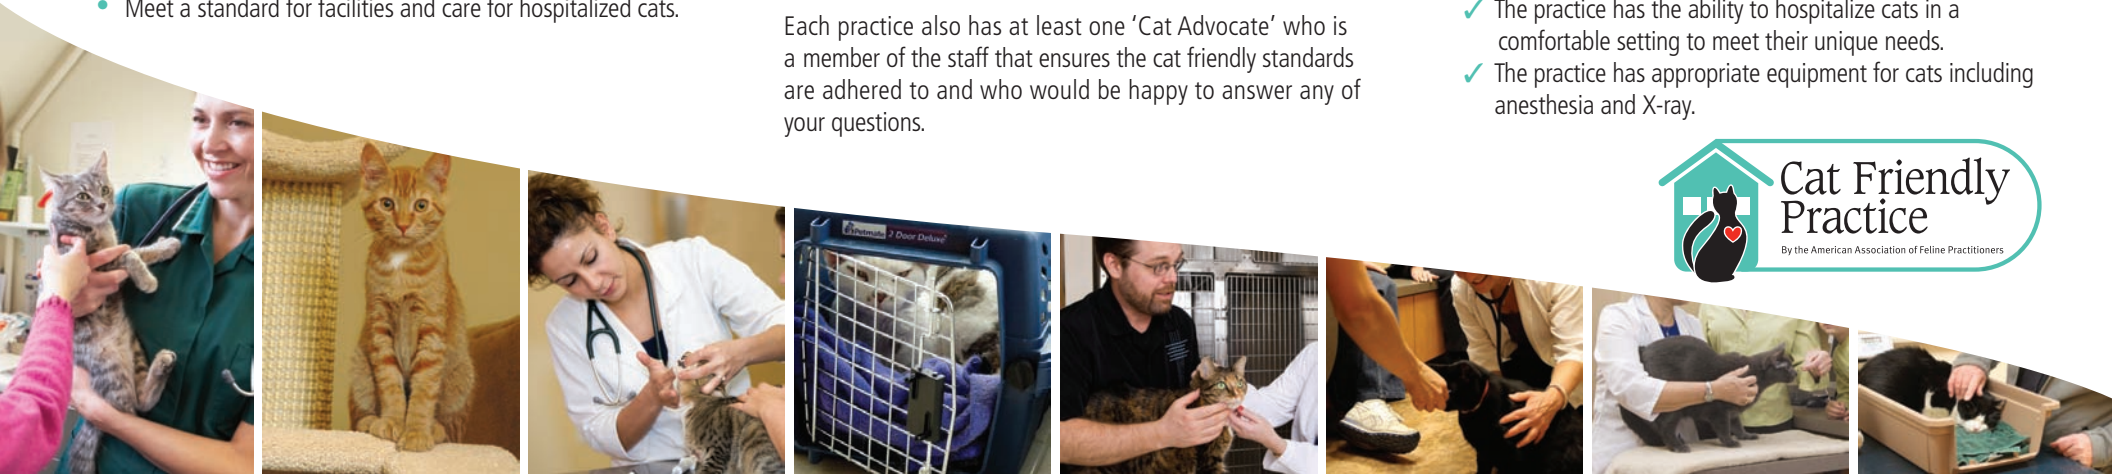 • Meet a standard for facilities and care for hospitalized cats.
Each practice also has at least one ‘Cat Advocate’ who is
a member of the staff that ensures the cat friendly standards
are adhered to and who would be happy to answer any of
your questions.
✓ The practice has the ability to hospitalize cats in a
comfortable setting to meet their unique needs.
✓ The practice has appropriate equipment for cats including
anesthesia and X-ray.
Cat Friendly
Practice
By the American Association of Feline Practitioners
Petmate 2 Door Deluxe